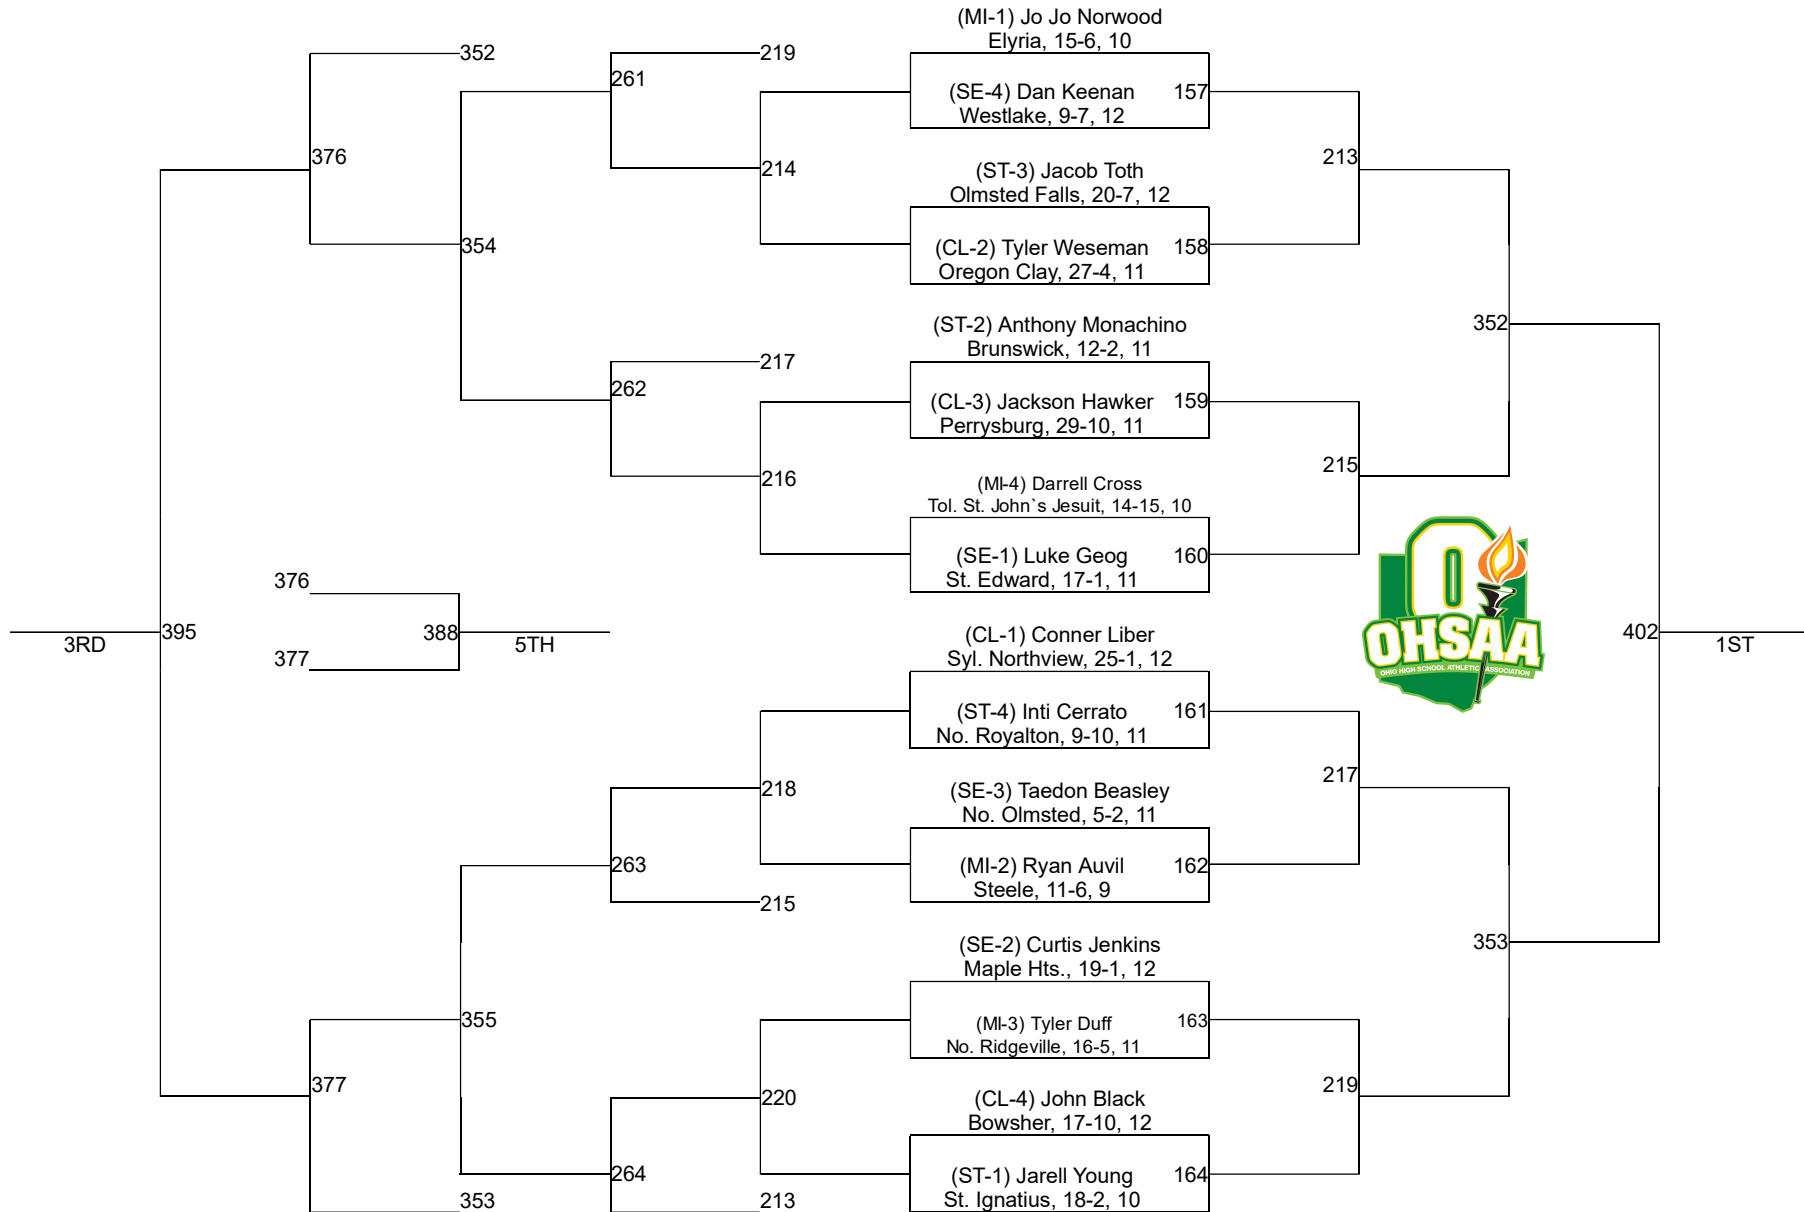 (MI-1) Jo Jo Norwood
Elyria, 15-6, 10
352
219
261
(SE-4) Dan Keenan 157
Westlake, 9-7, 12
376
214
213
(ST-3) Jacob Toth
Olmsted Falls, 20-7, 12
354
(CL-2) Tyler Weseman 158
Oregon Clay, 27-4, 11
(ST-2) Anthony Monachino
352
Brunswick, 12-2, 11
217
262
(CL-3) Jackson Hawker 159
Perrysburg, 29-10, 11
216
215
(MI-4) Darrell Cross
Tol. St. John`s Jesuit, 14-15, 10
(SE-1) Luke Geog 160
St. Edward, 17-1, 11
376
O
OHSAA
OHIO HIGH SCHOOL ATHLETIC ASSOCIATION
395
3RD
388
5TH
377
402
1ST
(CL-1) Conner Liber
Syl. Northview, 25-1, 12
(ST-4) Inti Cerrato 161
No. Royalton, 9-10, 11
218
217
(SE-3) Taedon Beasley
No. Olmsted, 5-2, 11
263
(MI-2) Ryan Auvil 162
Steele, 11-6, 9
215
(SE-2) Curtis Jenkins
353
Maple Hts., 19-1, 12
355
(MI-3) Tyler Duff 163
No. Ridgeville, 16-5, 11
377
220
219
(CL-4) John Black
Bowsher, 17-10, 12
264
(ST-1) Jarell Young 164
St. Ignatius, 18-2, 10
353
213